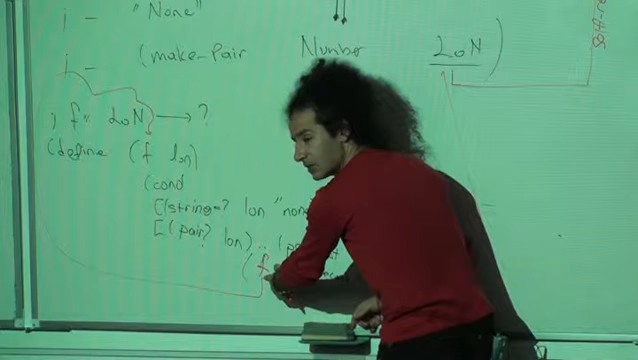 ; - "None"
; - (make-pair Number LoN)
; f: LoN → ?
(define (f lon)
(cond
[(string=? lon "none
[(pair? lon) .. (
(f